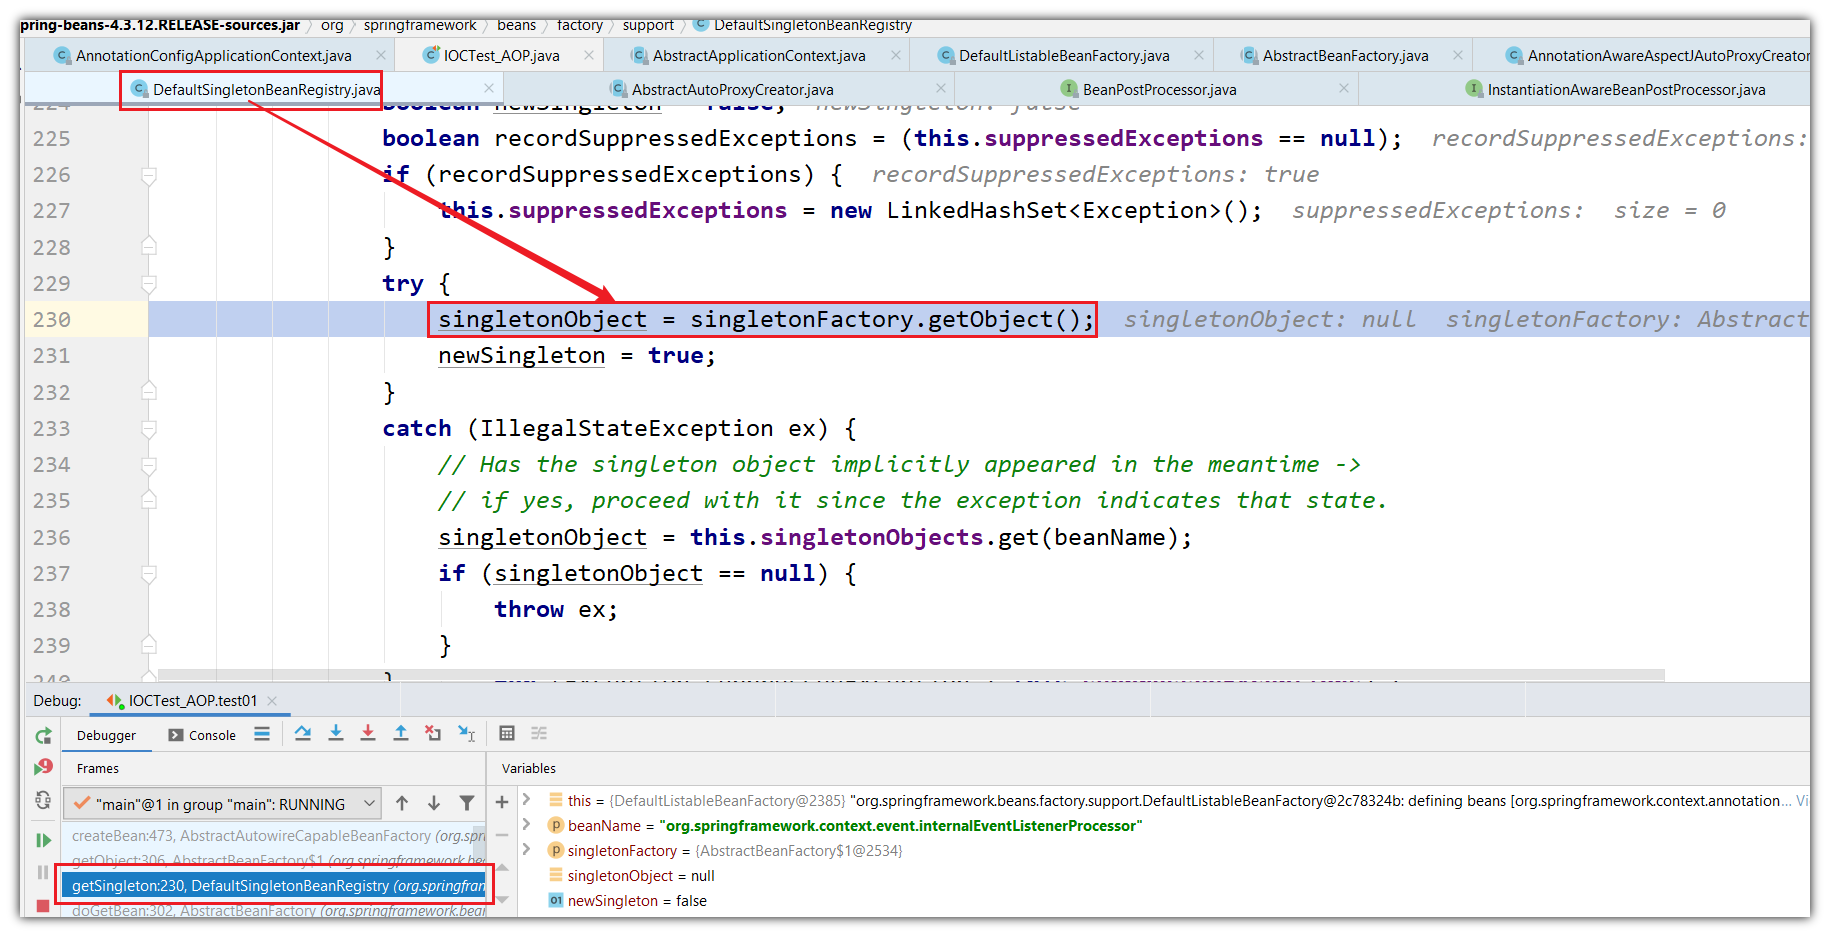 pring-beans-4.3.12.RELEASE-sources.jar org springframework beans factory support DefaultSingletonBeanRegistry
AnnotationConfigApplicationContext.java IOCTest_AOP.java AbstractApplicationContext.java DefaultListableBeanFactory.java AbstractBeanFactory.java AnnotationAwareAspectJAutoProxyCreator
DefaultSingletonBeanRegistry.java AbstractAutoProxyCreator.java BeanPostProcessor.java InstantiationAwareBeanPostProcessor.java
224 boolean newSingleton = false; newSingleton: false
225 boolean recordSuppressedExceptions = (this.suppressedExceptions == null); recordSuppressedExceptions:
226 if (recordSuppressedExceptions) { recordSuppressedExceptions: true
227 this.suppressedExceptions = new LinkedHashSet<Exception>(); suppressedExceptions: size = 0
228 }
229 try {
230 singletonObject = singletonFactory.getObject(); singletonObject: null singletonFactory: Abstract
231 newSingleton = true;
232 }
233 catch (IllegalStateException ex) {
234 // Has the singleton object implicitly appeared in the meantime ->
235 // if yes, proceed with it since the exception indicates that state.
236 singletonObject = this.singletonObjects.get(beanName);
237 if (singletonObject == null) {
238 throw ex;
239 }
240 }
Debug: IOCTest_AOP.test01
Debugger Console
Frames Variables
"main"@1 in group "main": RUNNING
createBean:473, AbstractAutowireCapableBeanFactory (org.spr
getObject:306, AbstractBeanFactory$1 (org.springframework.bea
getSingleton:230, DefaultSingletonBeanRegistry (org.springfram
doGetBean:302, AbstractBeanFactory (org.springframework.bea
this = {DefaultListableBeanFactory@2385} "org.springframework.beans.factory.support.DefaultListableBeanFactory@2c78324b: defining beans [org.springframework.context.annotation... Vi
beanName = "org.springframework.context.event.internalEventListenerProcessor"
singletonFactory = {AbstractBeanFactory$1@2534}
singletonObject = null
newSingleton = false